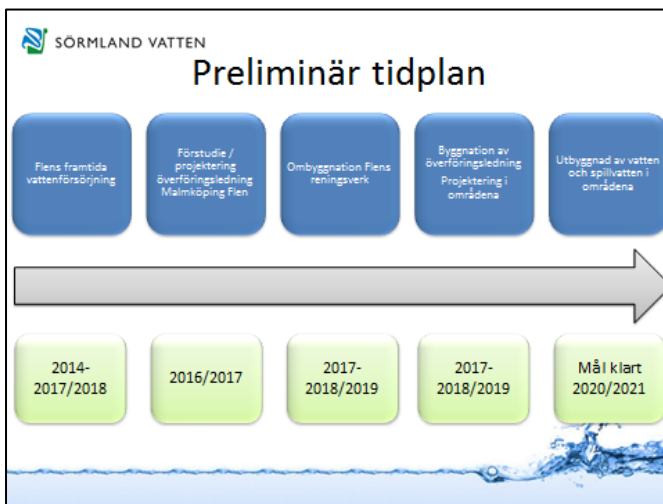 SÖRMLAND VATTEN
Preliminär tidplan
Flens framtida
vattenförsörjning
Förstudie /
projektering
överföringsledning
Malmköping Flen
Ombyggnation Flens
reningsverk
Byggnation av
överföringsledning
Projektering i
områdena
Utbyggnad av vatten
och spillvatten i
områdena
2014-
2017/2018
2016/2017
2017-
2018/2019
2017-
2018/2019
Mål klart
2020/2021